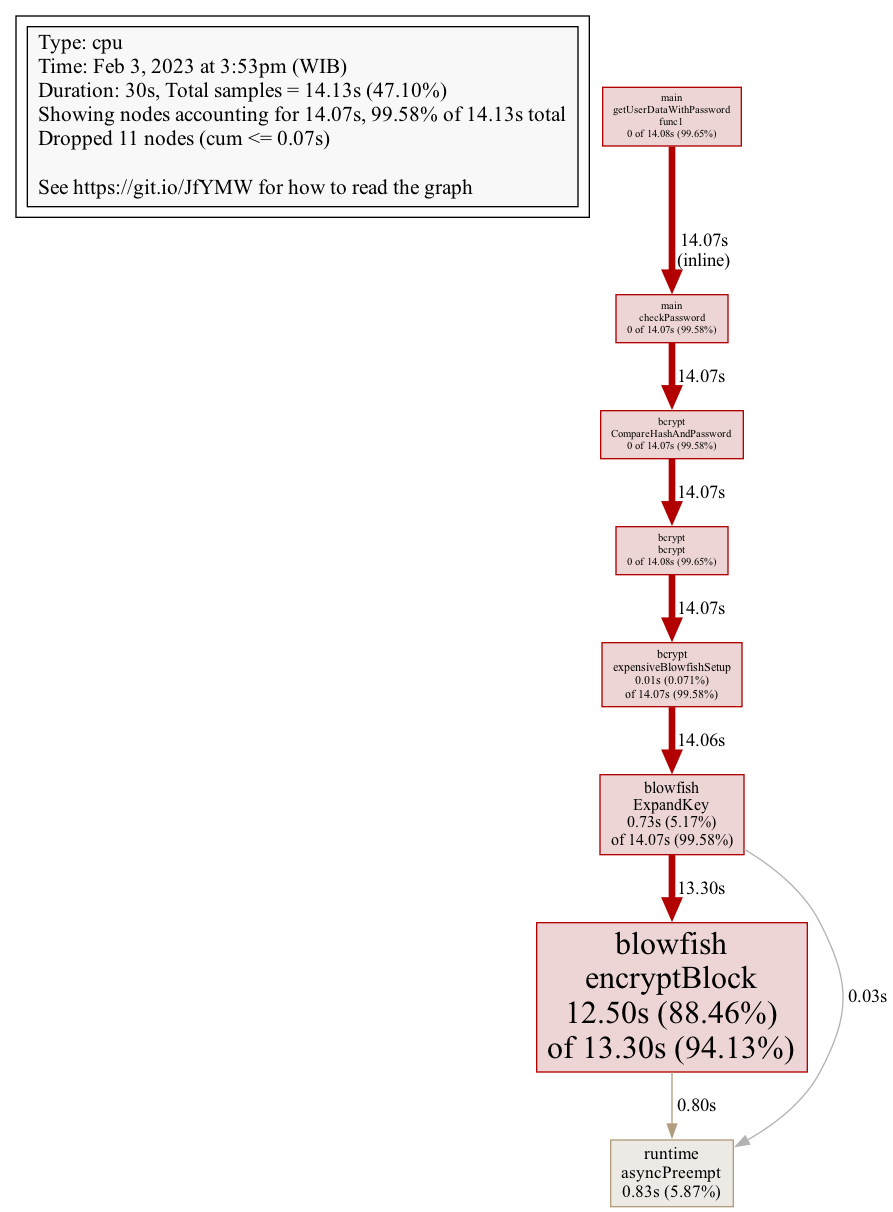 Type: cpu
Time: Feb 3, 2023 at 3:53pm (WIB)
Duration: 30s, Total samples = 14.13s (47.10%)
Showing nodes accounting for 14.07s, 99.58% of 14.13s total
Dropped 11 nodes (cum <= 0.07s)
See https://git.io/JfYMW for how to read the graph
main
getUserDataWithPassword
func1
0 of 14.08s (99.65%)
14.07s
(inline)
main
checkPassword
0 of 14.07s (99.58%)
14.07s
bcrypt
CompareHashAndPassword
0 of 14.07s (99.58%)
14.07s
bcrypt
bcrypt
0 of 14.08s (99.65%)
14.07s
bcrypt
expensiveBlowfishSetup
0.01s (0.071%)
of 14.07s (99.58%)
14.06s
blowfish
ExpandKey
0.73s (5.17%)
of 14.07s (99.58%)
13.30s
blowfish
encryptBlock
12.50s (88.46%)
of 13.30s (94.13%)
0.03s
0.80s
runtime
asyncPreempt
0.83s (5.87%)